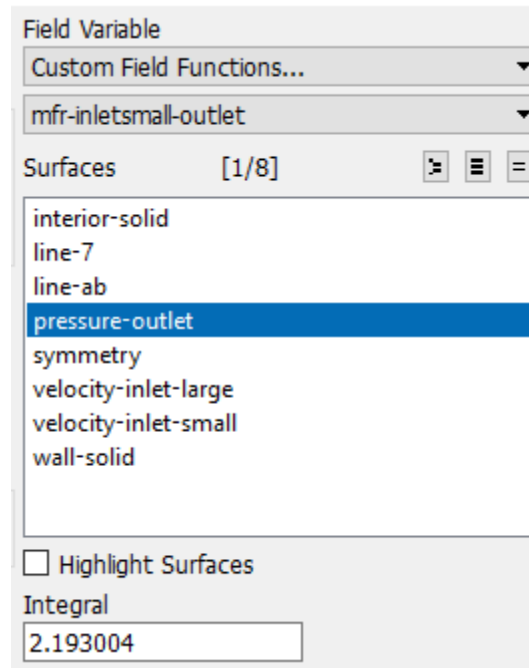 Field Variable
Custom Field Functions...
mfr-inletsmall-outlet
Surfaces [1/8]
interior-solid
line-7
line-ab
pressure-outlet
symmetry
velocity-inlet-large
velocity-inlet-small
wall-solid
Highlight Surfaces
Integral
2.193004